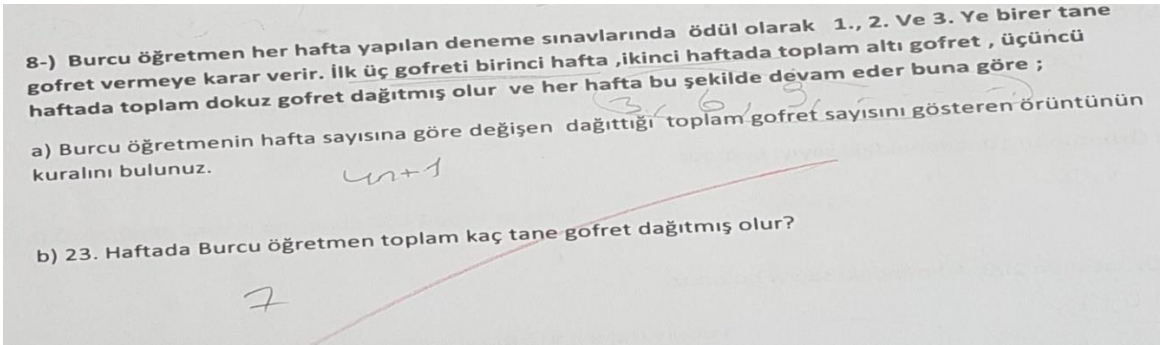 8-) Burcu öğretmen her hafta yapılan deneme sınavlarında ödül olarak 1., 2. Ve 3. Ye birer tane
gofret vermeye karar verir. İlk üç gofreti birinci hafta ,ikinci haftada toplam altı gofret , üçüncü
haftada toplam dokuz gofret dağıtmış olur ve her hafta bu şekilde devam eder buna göre ;
3, 6, 9,
a) Burcu öğretmenin hafta sayısına göre değişen dağıttığı toplam gofret sayısını gösteren örüntünün
kuralını bulunuz.
4n+1
b) 23. Haftada Burcu öğretmen toplam kaç tane gofret dağıtmış olur?
7